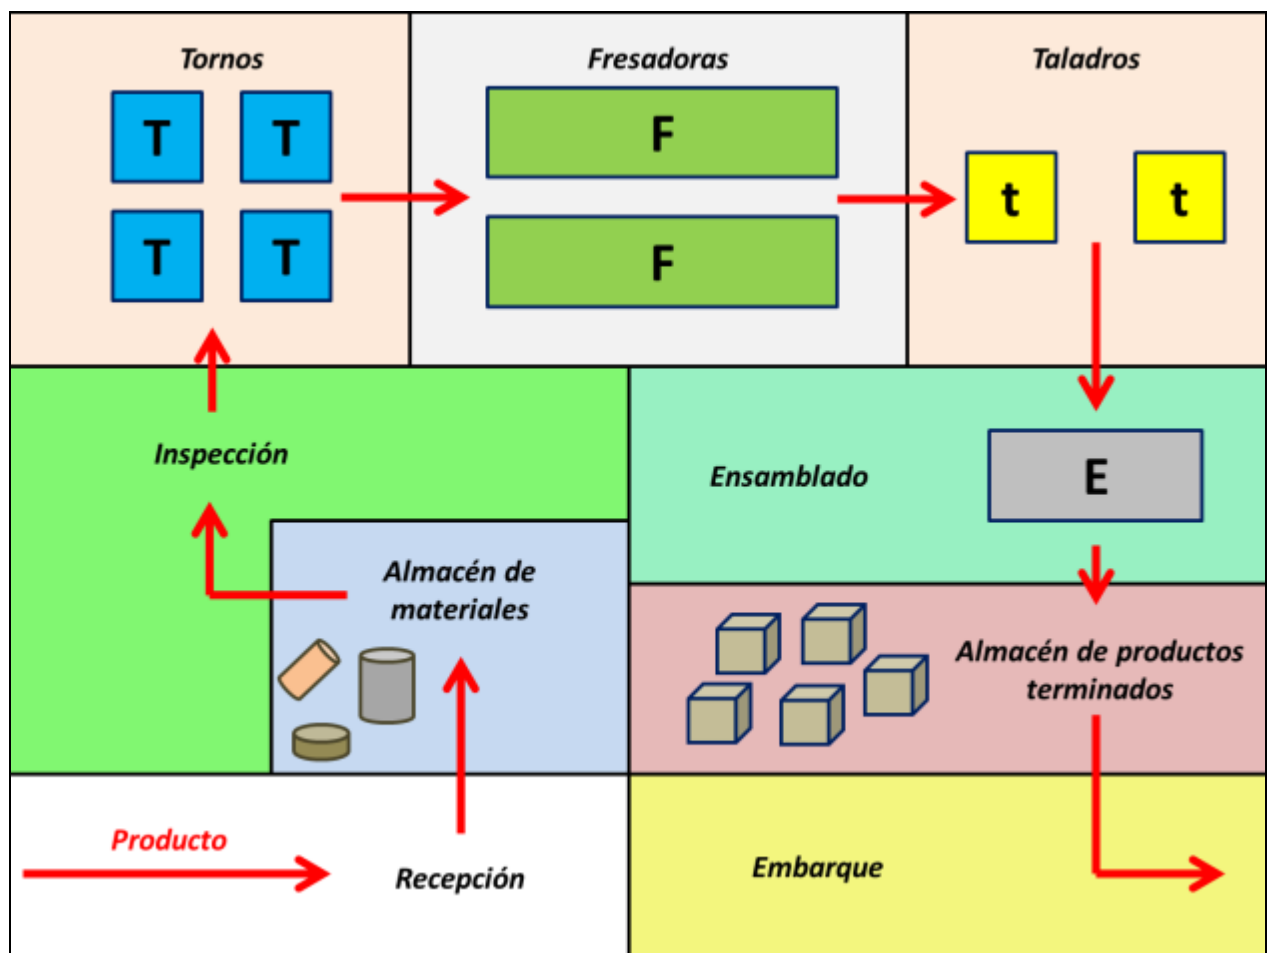 Tornos
Fresadoras
Taladros
T T
F
t t
T T
F
Inspección
Ensamblado
E
Almacén de
materiales
Almacén de productos
terminados
Producto
Recepción
Embarque